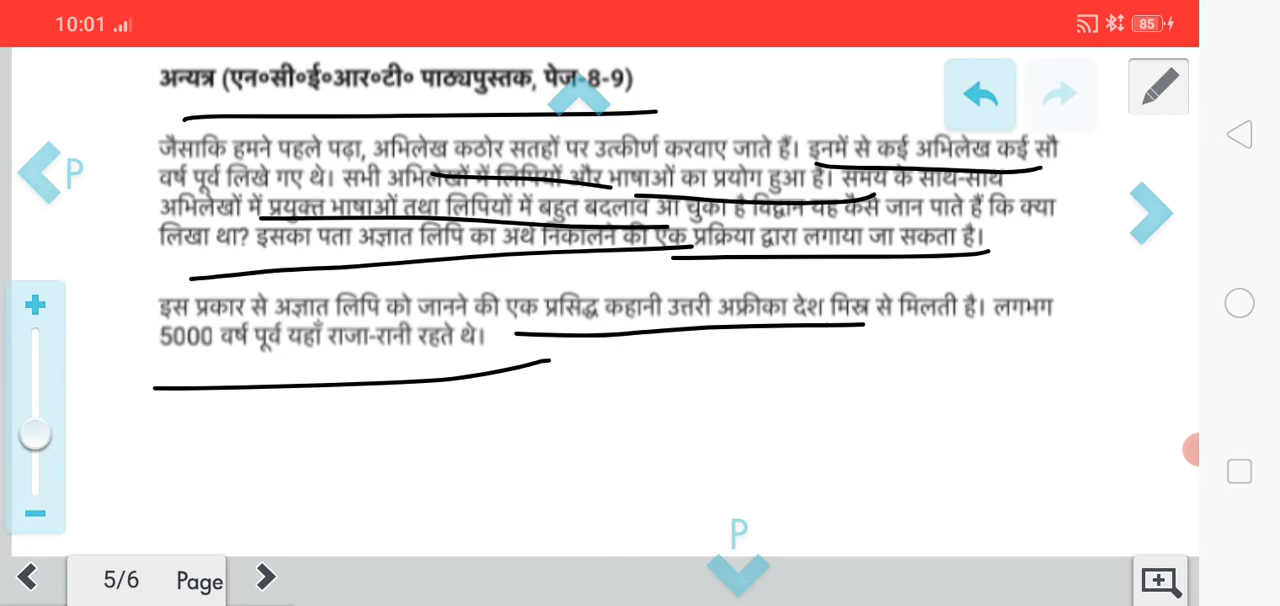 10:01
85
अन्यत्र (एन०सी०ई०आर०टी० पाठ्यपुस्तक, पेज-8-9)
जैसाकि हमने पहले पढ़ा, अभिलेख कठोर सतहों पर उत्कीर्ण करवाए जाते हैं। इनमें से कई अभिलेख कई सौ
वर्ष पूर्व लिखे गए थे। सभी अभिलेखों में लिपियों और भाषाओं का प्रयोग हुआ है। समय के साथ-साथ
अभिलेखों में प्रयुक्त भाषाओं तथा लिपियों में बहुत बदलाव आ चुका है विद्वान यह कैसे जान पाते हैं कि क्या
लिखा था? इसका पता अज्ञात लिपि का अर्थ निकालने की एक प्रक्रिया द्वारा लगाया जा सकता है।
इस प्रकार से अज्ञात लिपि को जानने की एक प्रसिद्ध कहानी उत्तरी अफ्रीका देश मिस्र से मिलती है। लगभग
5000 वर्ष पूर्व यहाँ राजा-रानी रहते थे।
P
P
5/6 Page